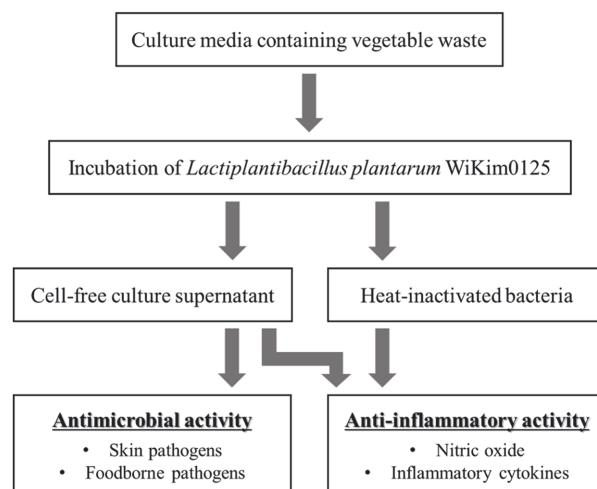 Culture media containing vegetable waste
Incubation of Lactiplantibacillus plantarum WiKim0125
Cell-free culture supernatant
Heat-inactivated bacteria
Antimicrobial activity
• Skin pathogens
• Foodborne pathogens
Anti-inflammatory activity
• Nitric oxide
• Inflammatory cytokines